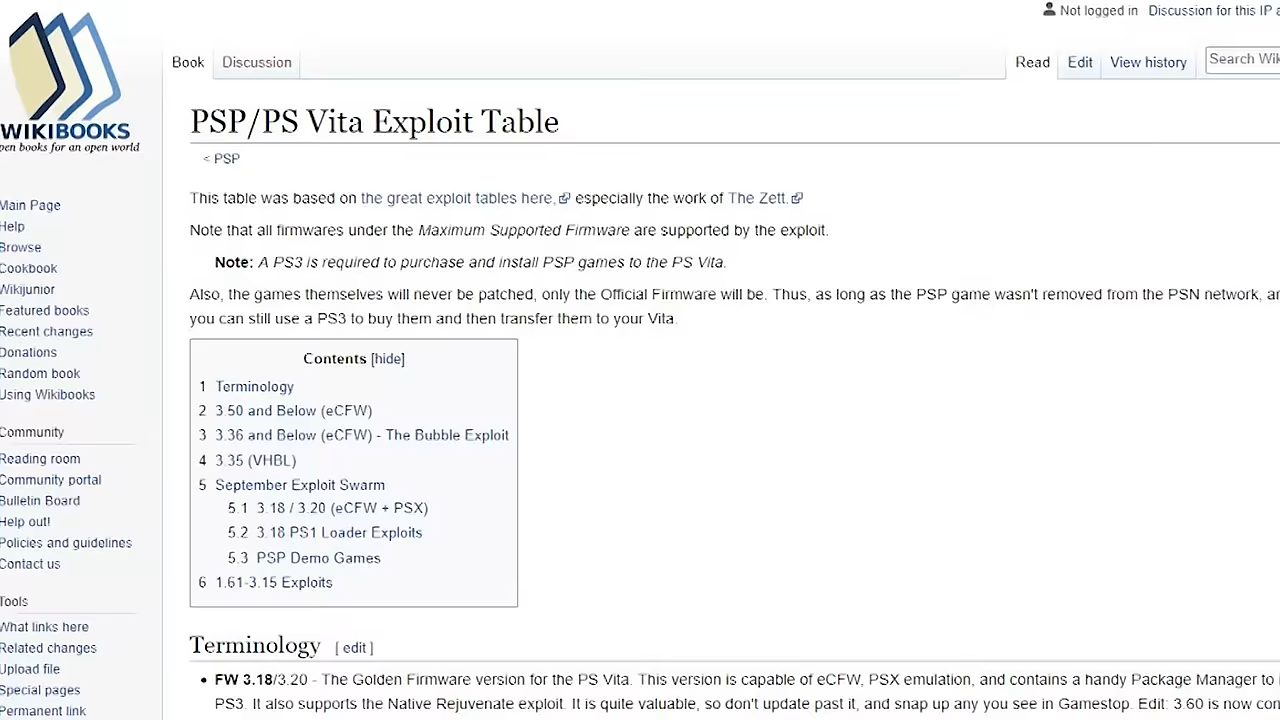 Not logged in Discussion for this IP a
Book Discussion Read Edit View history Search Wik
WIKIBOOKS
pen books for an open world
PSP/PS Vita Exploit Table
< PSP
This table was based on the great exploit tables here, especially the work of The Zett.
Note that all firmwares under the Maximum Supported Firmware are supported by the exploit.
Note: A PS3 is required to purchase and install PSP games to the PS Vita.
Also, the games themselves will never be patched, only the Official Firmware will be. Thus, as long as the PSP game wasn't removed from the PSN network, an
you can still use a PS3 to buy them and then transfer them to your Vita.
Main Page
Help
Browse
Cookbook
Wikijunior
Featured books
Recent changes
Donations
Random book
Using Wikibooks
Community
Reading room
Community portal
Bulletin Board
Help out!
Policies and guidelines
Contact us
Tools
What links here
Related changes
Upload file
Special pages
Permanent link
Contents [hide]
1 Terminology
2 3.50 and Below (eCFW)
3 3.36 and Below (eCFW) - The Bubble Exploit
4 3.35 (VHBL)
5 September Exploit Swarm
5.1 3.18 / 3.20 (eCFW + PSX)
5.2 3.18 PS1 Loader Exploits
5.3 PSP Demo Games
6 1.61-3.15 Exploits
Terminology [ edit ]
• FW 3.18/3.20 - The Golden Firmware version for the PS Vita. This version is capable of eCFW, PSX emulation, and contains a handy Package Manager to i
PS3. It also supports the Native Rejuvenate exploit. It is quite valuable, so don't update past it, and snap up any you see in Gamestop. Edit: 3.60 is now con